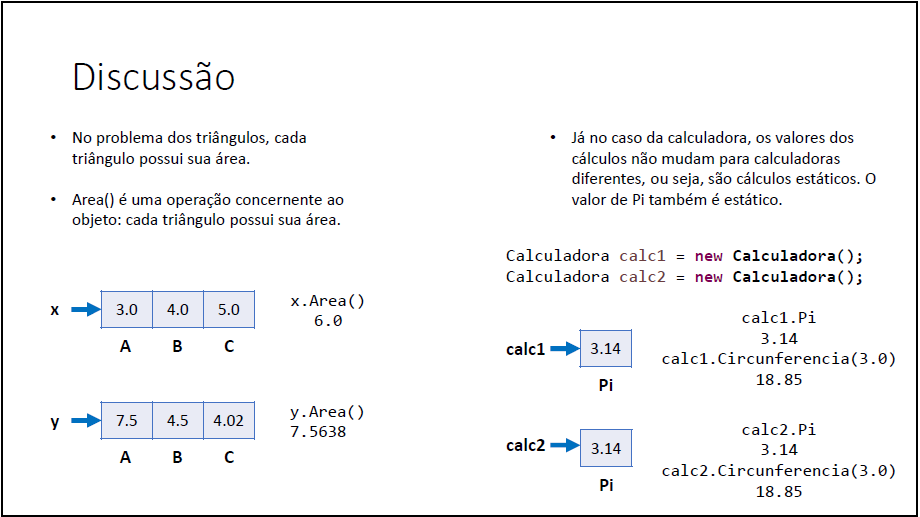 Discussão
• No problema dos triângulos, cada
triângulo possui sua área.
• Area() é uma operação concernente ao
objeto: cada triângulo possui sua área.
x
3.0 4.0 5.0
A B C
x.Area()
6.0
y
7.5 4.5 4.02
A B C
y.Area()
7.5638
• Já no caso da calculadora, os valores dos
cálculos não mudam para calculadoras
diferentes, ou seja, são cálculos estáticos. O
valor de Pi também é estático.
Calculadora calc1 = new Calculadora();
Calculadora calc2 = new Calculadora();
calc1
3.14
Pi
calc1.Pi
3.14
calc1.Circunferencia(3.0)
18.85
calc2
3.14
Pi
calc2.Pi
3.14
calc2.Circunferencia(3.0)
18.85